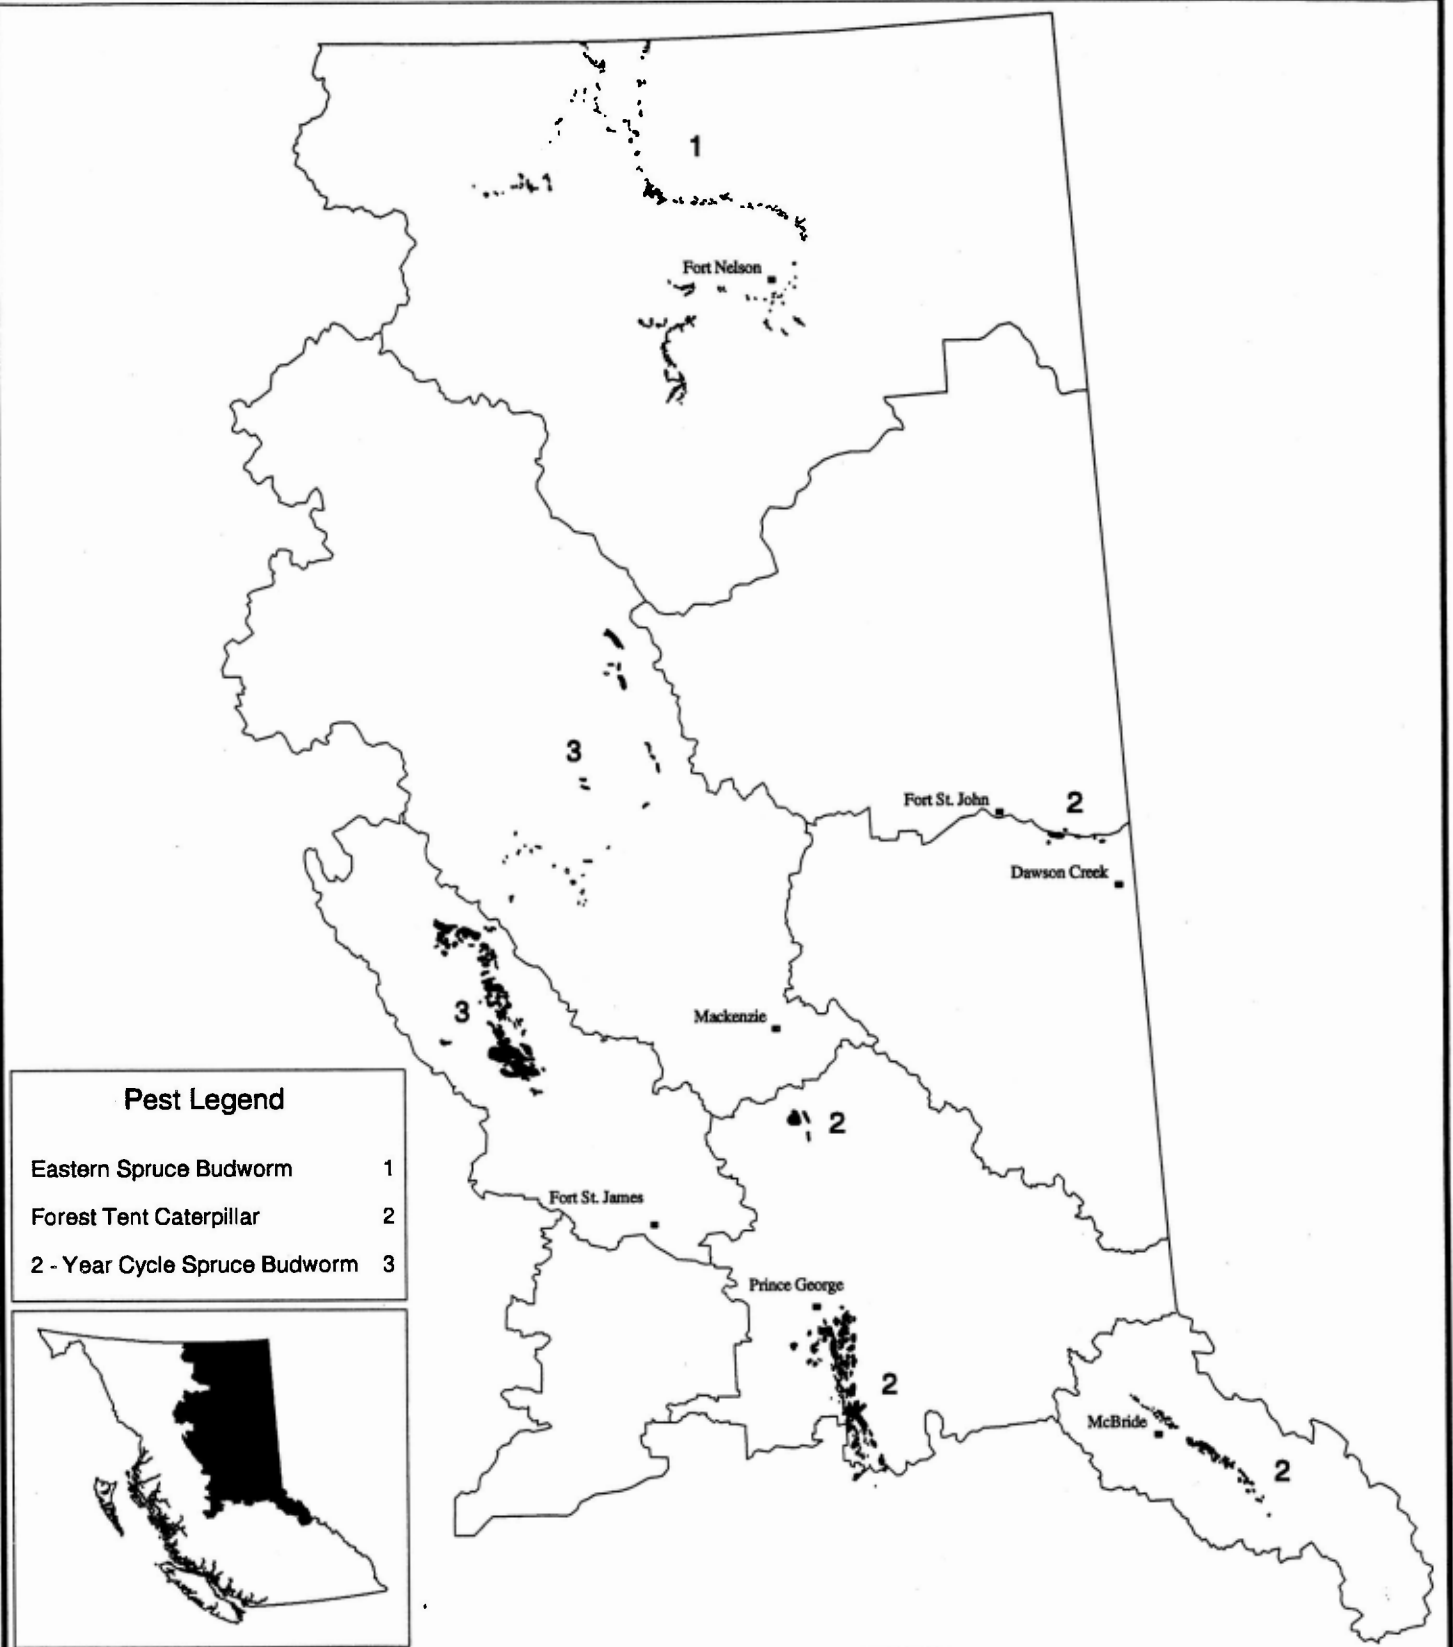 1
Fort Nelson
3
Fort St. John
2
Dawson Creek
3
Mackenzie
2
Pest Legend
Eastern Spruce Budworm 1
Forest Tent Caterpillar 2
2 - Year Cycle Spruce Budworm 3
Fort St. James
Prince George
2
McBride
2